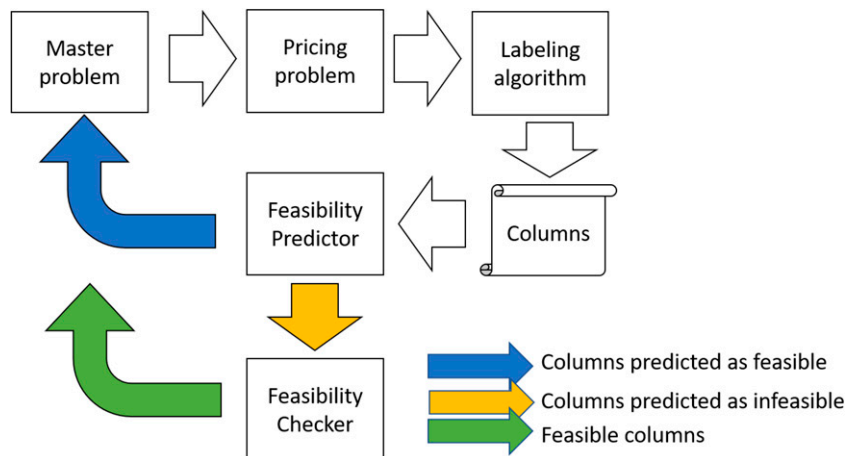 Master
problem
Pricing
problem
Labeling
algorithm
Feasibility
Predictor
Columns
Feasibility
Checker
Columns predicted as feasible
Columns predicted as infeasible
Feasible columns